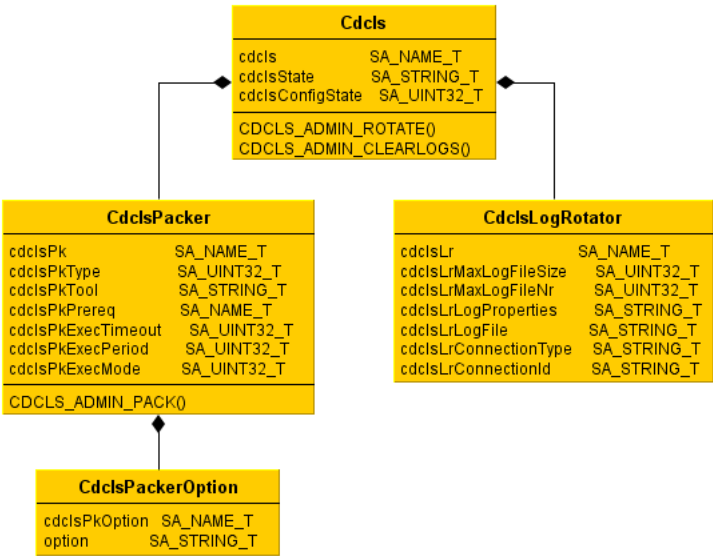 Cdcls
cdcls SA_NAME_T
cdclsState SA_STRING_T
cdclsConfigState SA_UINT32_T
CDCLS_ADMIN_ROTATE()
CDCLS_ADMIN_CLEARLOGS()
CdclsPacker
cdclsPk SA_NAME_T
cdclsPkType SA_UINT32_T
cdclsPkTool SA_STRING_T
cdclsPkPrereq SA_NAME_T
cdclsPkExecTimeout SA_UINT32_T
cdclsPkExecPeriod SA_UINT32_T
cdclsPkExecMode SA_UINT32_T
CDCLS_ADMIN_PACK()
CdclsLogRotator
cdclsLr SA_NAME_T
cdclsLrMaxLogFileSize SA_UINT32_T
cdclsLrMaxLogFileNr SA_UINT32_T
cdclsLrLogProperties SA_STRING_T
cdclsLrLogFile SA_STRING_T
cdclsLrConnectionType SA_STRING_T
cdclsLrConnectionId SA_STRING_T
CdclsPackerOption
cdclsPkOption SA_NAME_T
option SA_STRING_T